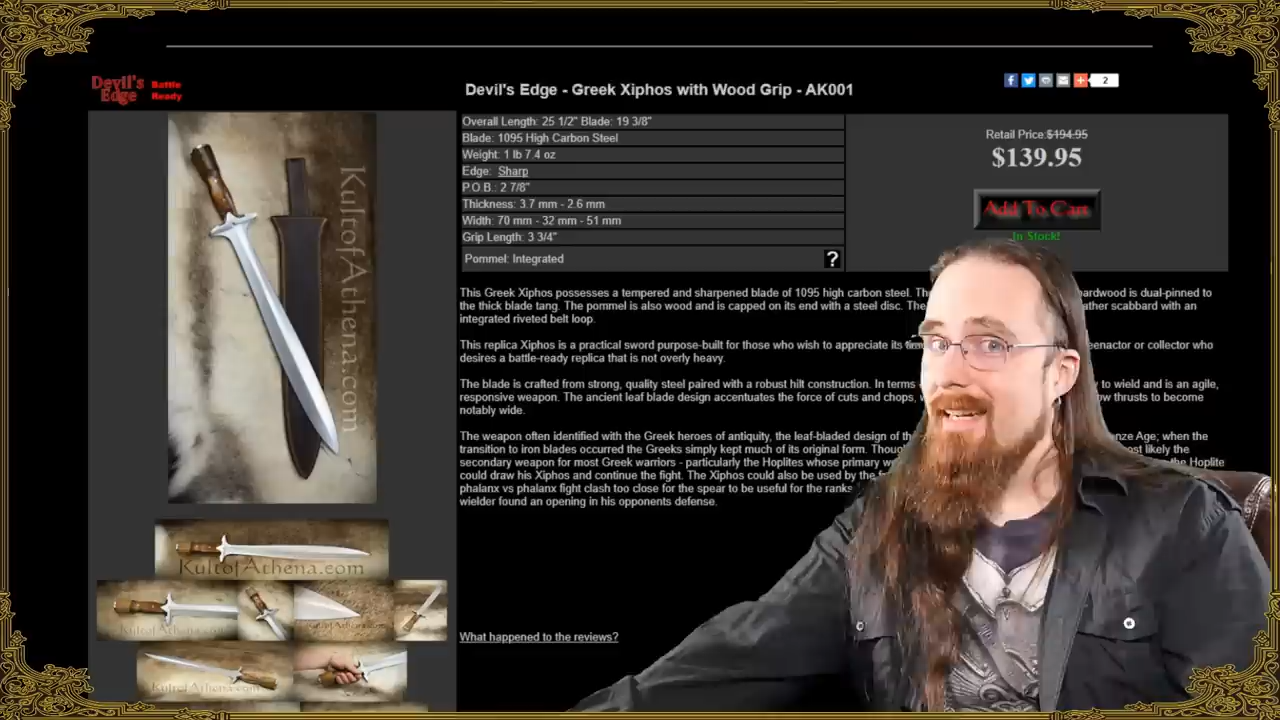 Devil's Edge
Battle Ready
Devil's Edge - Greek Xiphos with Wood Grip - AK001
2
Overall Length: 25 1/2" Blade: 19 3/8"
Blade: 1095 High Carbon Steel
Weight: 1 lb 7.4 oz
Edge: Sharp
P.O.B.: 2 7/8"
Thickness: 3.7 mm - 2.6 mm
Width: 70 mm - 32 mm - 51 mm
Grip Length: 3 3/4"
Pommel: Integrated
?
Retail Price:$194.95
$139.95
Add To Cart
In Stock!
KultofAthena.com
This Greek Xiphos possesses a tempered and sharpened blade of 1095 high carbon steel. ardwood is dual-pinned to
the thick blade tang. The pommel is also wood and is capped on its end with a steel disc. ather scabbard with an
integrated riveted belt loop.
This replica Xiphos is a practical sword purpose-built for those who wish to appreciate its eenactor or collector who
desires a battle-ready replica that is not overly heavy.
The blade is crafted from strong, quality steel paired with a robust hilt construction. In terms y to wield and is an agile,
responsive weapon. The ancient leaf blade design accentuates the force of cuts and chops, ow thrusts to become
notably wide.
The weapon often identified with the Greek heroes of antiquity, the leaf-bladed design of th onze Age; when the
transition to iron blades occurred the Greeks simply kept much of its original form. Thoug ost likely the
secondary weapon for most Greek warriors - particularly the Hoplites whose primary the Hoplite
could draw his Xiphos and continue the fight. The Xiphos could also be used by the
phalanx vs phalanx fight clash too close for the spear to be useful for the ranks
wielder found an opening in his opponents defense.
KultofAthena.com
KultofAthena.com
KultofAthena.com
KultofAthena.com
What happened to the reviews?